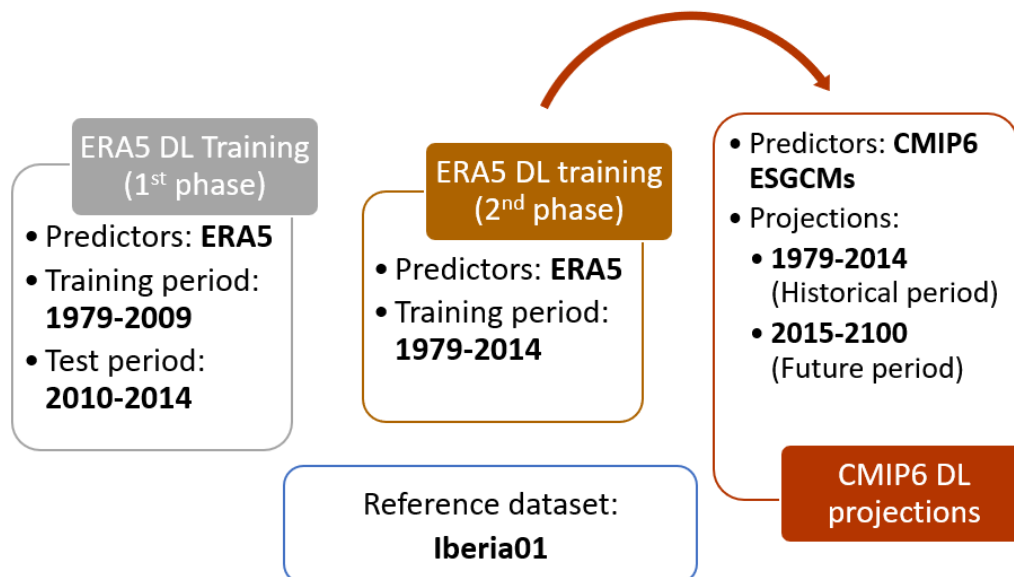 ERA5 DL Training
(1st phase)
• Predictors: ERA5
• Training period:
1979-2009
• Test period:
2010-2014
ERA5 DL training
(2nd phase)
• Predictors: ERA5
• Training period:
1979-2014
• Predictors: CMIP6
ESGCMs
• Projections:
• 1979-2014
(Historical period)
• 2015-2100
(Future period)
CMIP6 DL
projections
Reference dataset:
Iberia01